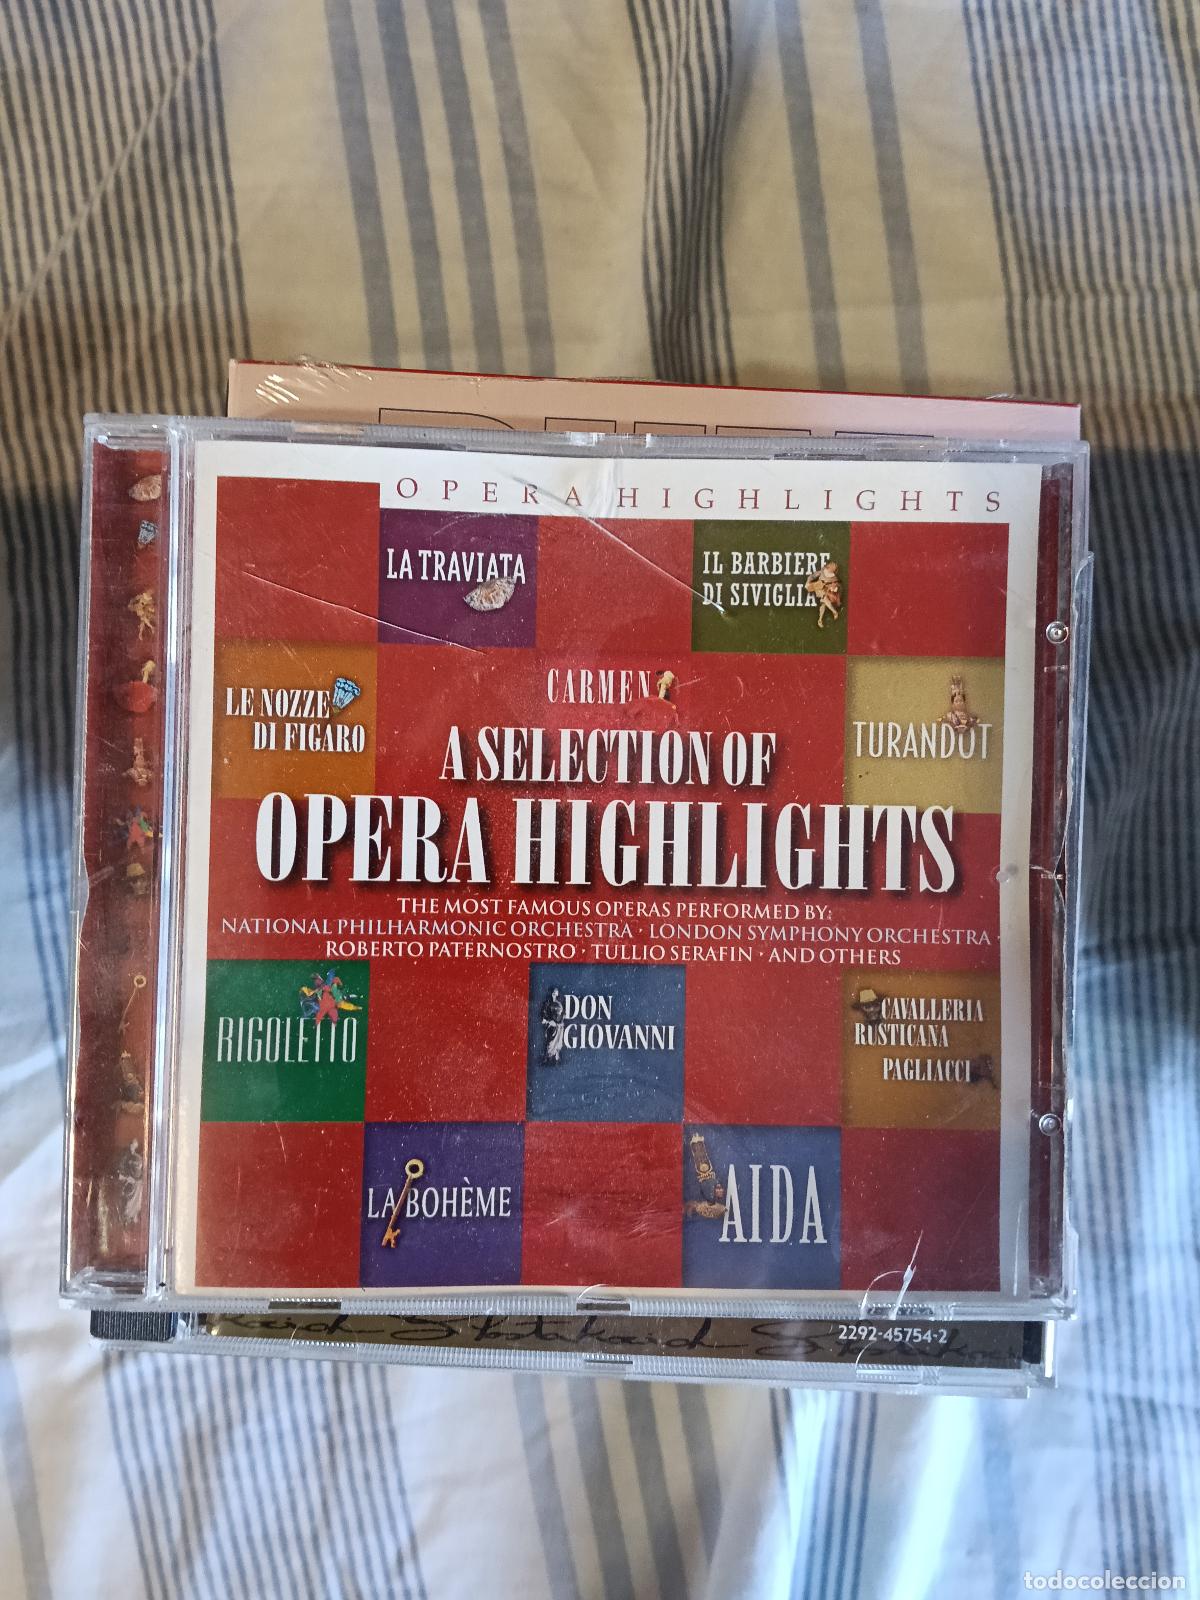 OPERA HIGHLIGHTS
LA TRAVIATA
IL BARBIERE
DI SIVIGLIA
LE NOZZE
DI FIGARO
CARMEN
TURANDOT
A SELECTION OF
OPERA HIGHLIGHTS
THE MOST FAMOUS OPERAS PERFORMED BY:
NATIONAL PHILHARMONIC ORCHESTRA · LONDON SYMPHONY ORCHESTRA ·
ROBERTO PATERNOSTRO · TULLIO SERAFIN · AND OTHERS
RIGOLETTO
DON
GIOVANNI
CAVALLERIA
RUSTICANA
PAGLIACCI
LA BOHÈME
AIDA
2292-45754-2
todocoleccion